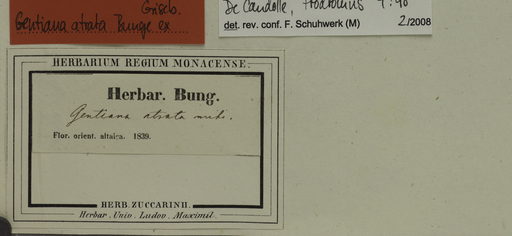 Griseb.
Gentiana atrata Bunge ex
De Candolle, Prodromus 9: 90
det. rev. conf. F. Schuhwerk (M) 2/2008
HERBARIUM REGIUM MONACENSE.
Herbar. Bung.
Gentiana atrata mihi.
Flor. orient. altaica. 1839.
HERB. ZUCCARINII.
Herbar. Univ. Ludov. Maximil.